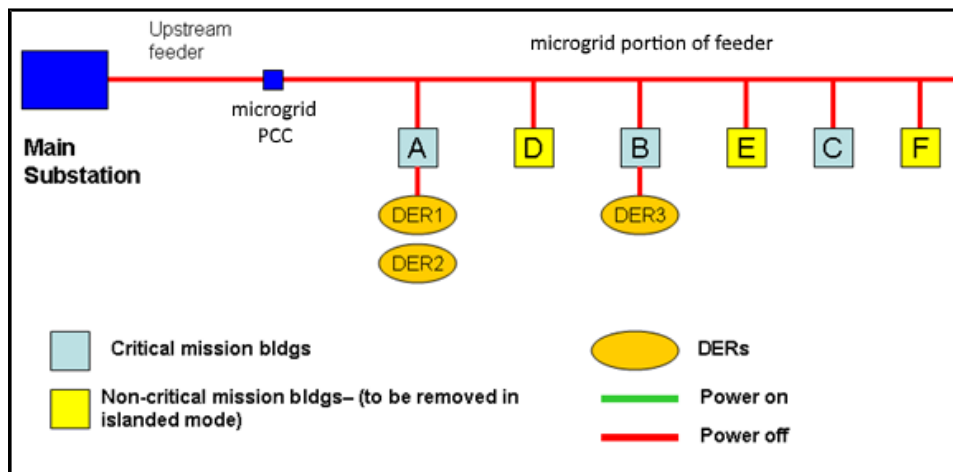 Upstream
feeder
microgrid portion of feeder
microgrid
PCC
Main
Substation
A
D
B
E
C
F
DER1
DER3
DER2
Critical mission bldgs
DERs
Non-critical mission bldgs– (to be removed in
islanded mode)
Power on
Power off